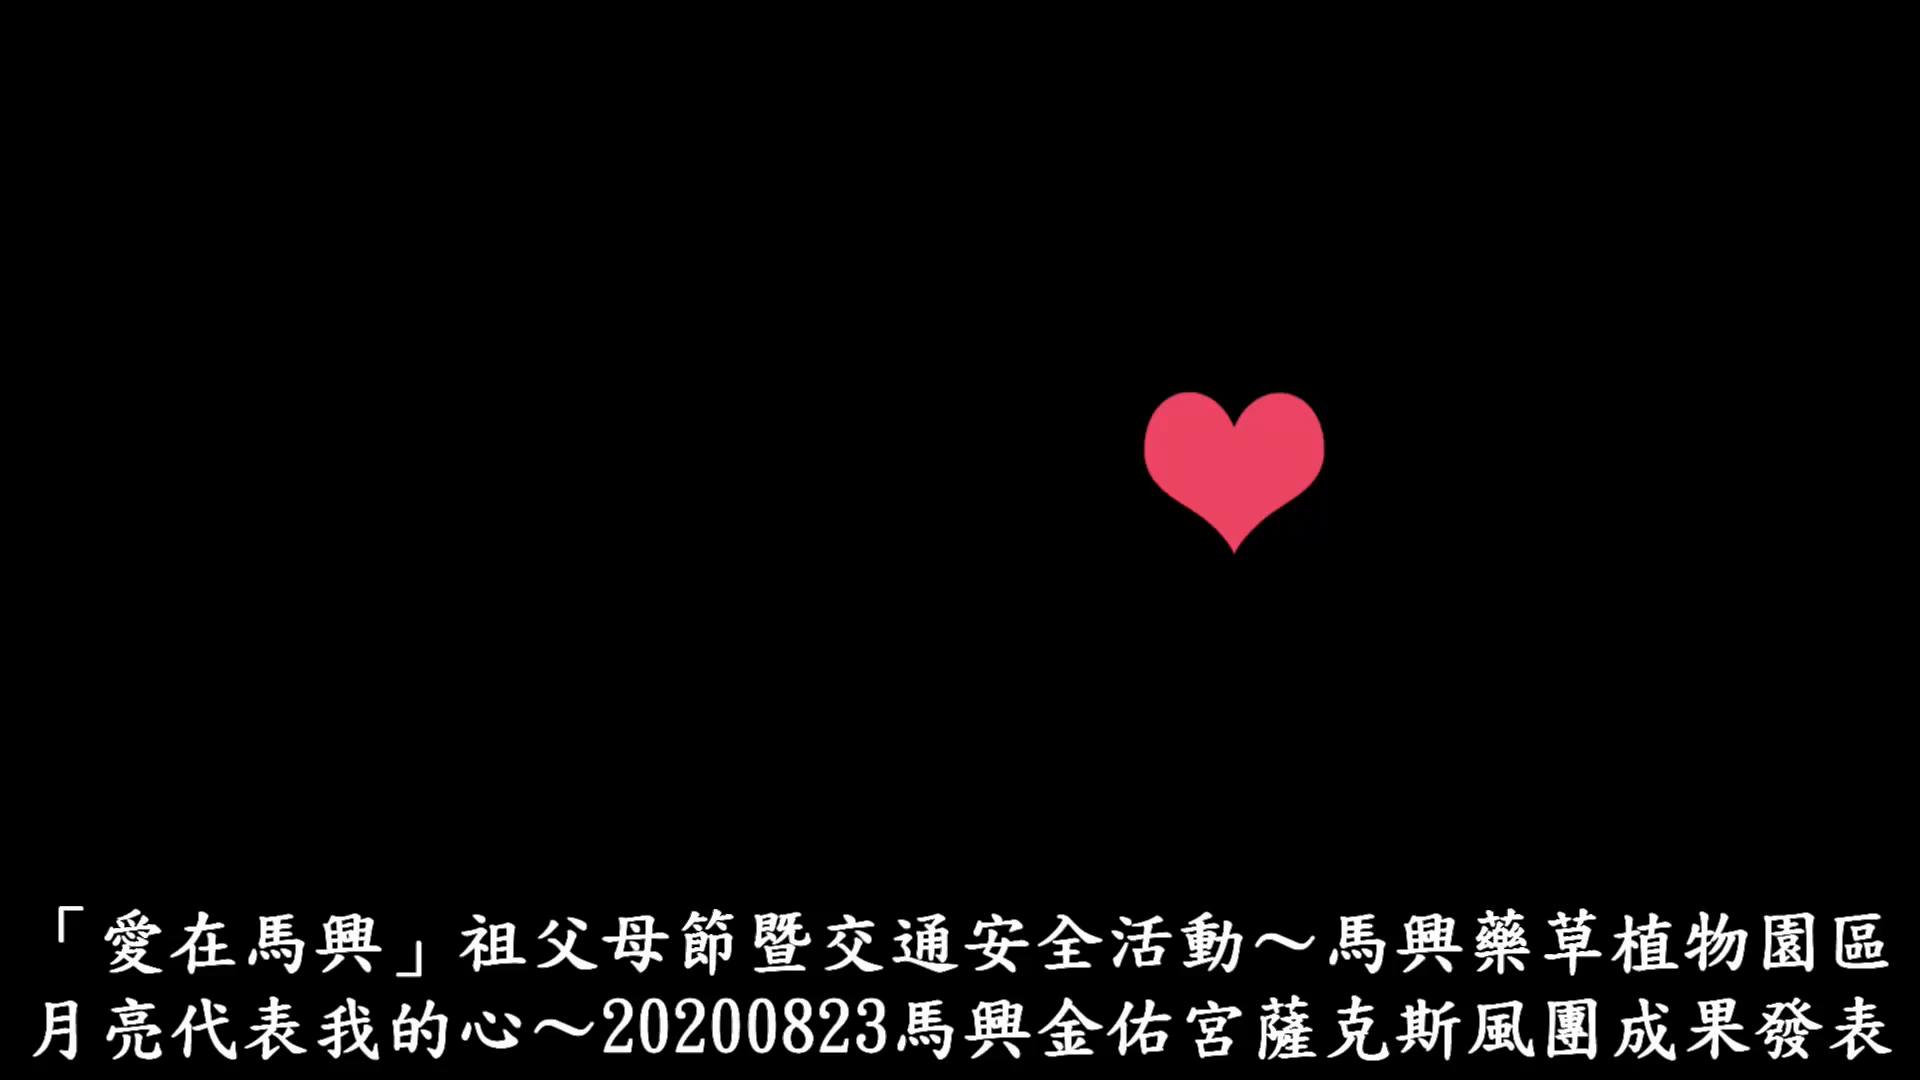 「愛在馬興」祖父母節暨交通安全活動～馬興藥草植物園區
月亮代表我的心～20200823馬興金佑宮薩克斯風團成果發表